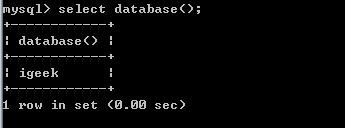 mysql> select database();
+------------+
| database() |
+------------+
| igeek      |
+------------+
1 row in set (0.00 sec)